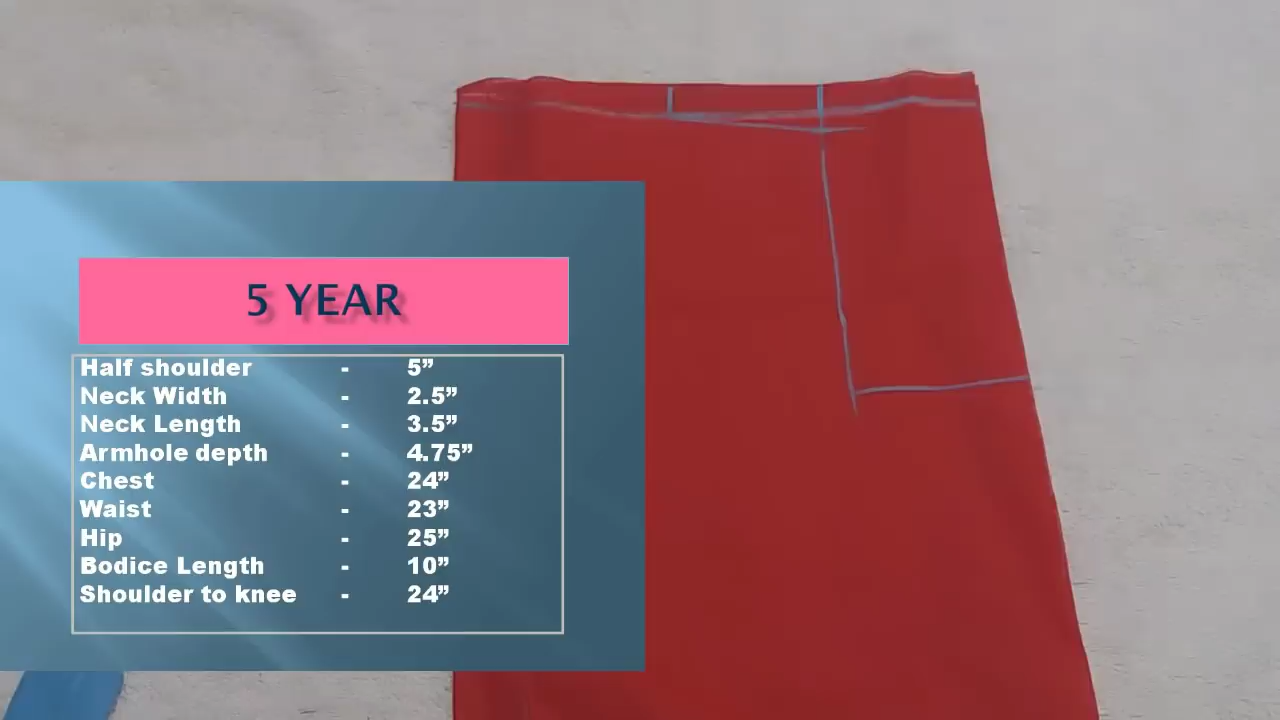 5 YEAR
Half shoulder - 5”
Neck Width - 2.5”
Neck Length - 3.5”
Armhole depth - 4.75”
Chest - 24”
Waist - 23”
Hip - 25”
Bodice Length - 10”
Shoulder to knee - 24”